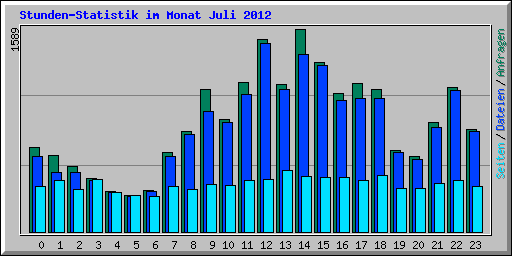 Stunden-Statistik im Monat Juli 2012
1589
Seiten / Dateien / Anfragen
0 1 2 3 4 5 6 7 8 9 10 11 12 13 14 15 16 17 18 19 20 21 22 23